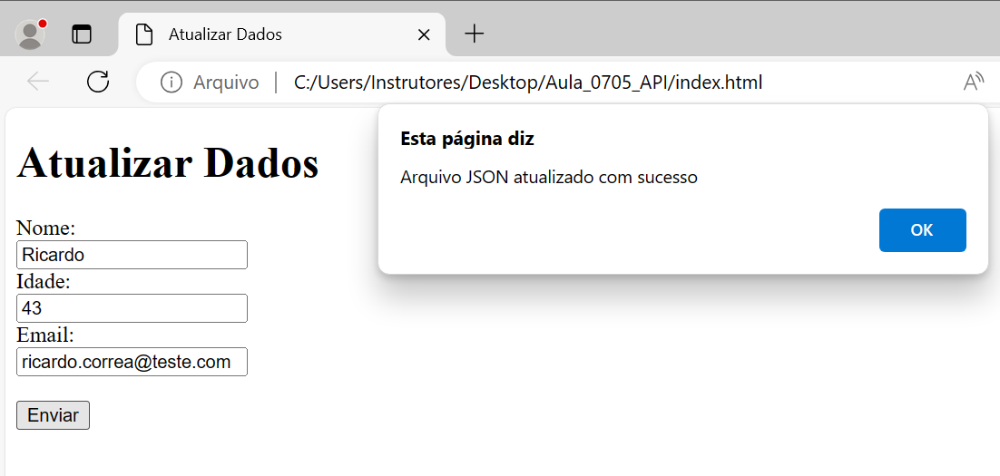 Atualizar Dados
Arquivo | C:/Users/Instrutores/Desktop/Aula_0705_API/index.html
Esta página diz
Arquivo JSON atualizado com sucesso
OK
Atualizar Dados
Nome:
Ricardo
Idade:
43
Email:
ricardo.correa@teste.com
Enviar